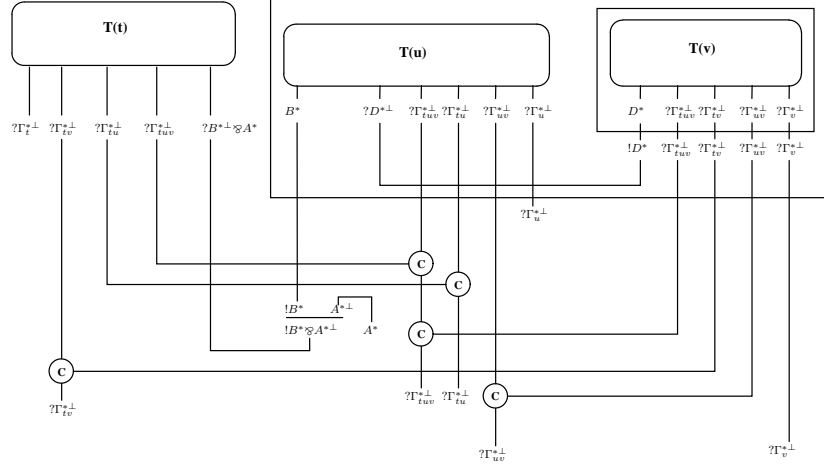 T(t)
T(u)
T(v)
B* ?D*⊥ ?Γ*⊥tuv ?Γ*⊥tu ?Γ*⊥uv ?Γ*⊥u D* ?Γ*⊥tuv ?Γ*⊥tv ?Γ*⊥uv ?Γ*⊥v
?Γ*⊥t ?Γ*⊥tv ?Γ*⊥tu ?Γ*⊥tuv ?B*⊥⅋A*
!D* ?Γ*⊥tuv ?Γ*⊥tv ?Γ*⊥uv ?Γ*⊥v
?Γ*⊥u
C
C
!B* A*⊥
!B*⅋A*⊥ A*
C
C
?Γ*⊥tv ?Γ*⊥tuv ?Γ*⊥tu C
?Γ*⊥uv ?Γ*⊥v